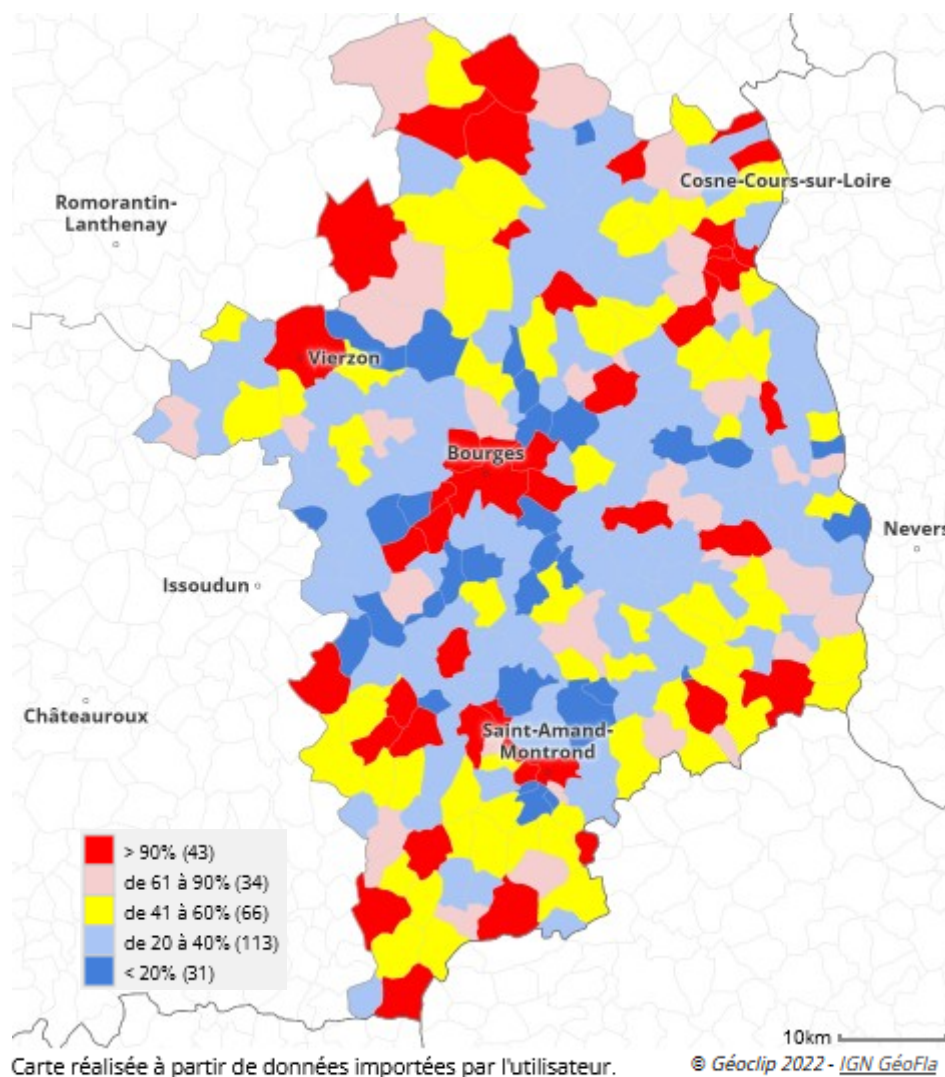 Cosne-Cours-sur-Loire
Romorantin-
Lanthenay
Vierzon
Bourges
Nevers
Issoudun
Châteauroux
Saint-Amand-
Montrond
> 90% (43)
de 61 à 90% (34)
de 41 à 60% (66)
de 20 à 40% (113)
< 20% (31)
10km
Carte réalisée à partir de données importées par l'utilisateur.
© Géoclip 2022 - IGN GéoFla